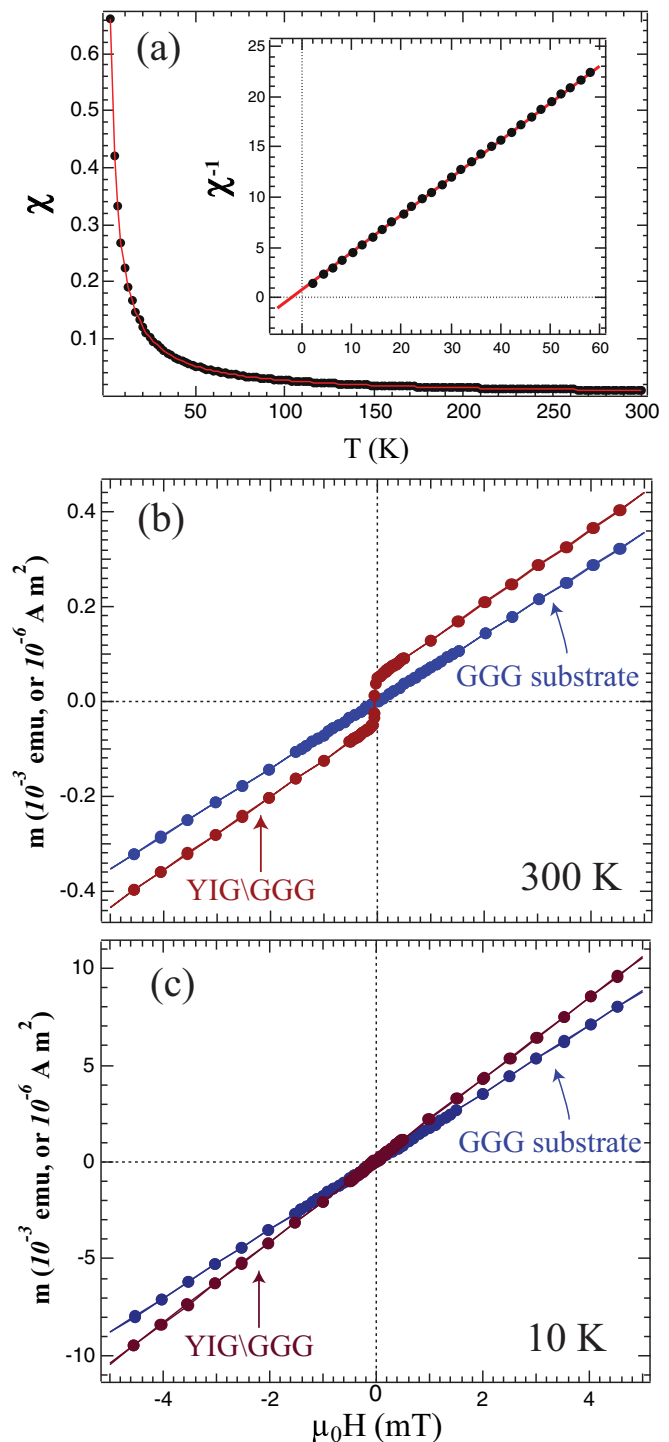 (a)
χ
0.6
0.5
0.4
0.3
0.2
0.1
50
100
150
200
250
300
T (K)
χ-1
25
20
15
10
5
0
0
10
20
30
40
50
60
(b)
m (10-3 emu, or 10-6 A m2)
0.4
0.2
0.0
-0.2
-0.4
GGG substrate
YIG\GGG
300 K
(c)
m (10-3 emu, or 10-6 A m2)
5
0
-5
-10
GGG substrate
YIG\GGG
10 K
-4
-2
0
2
4
μ0H (mT)